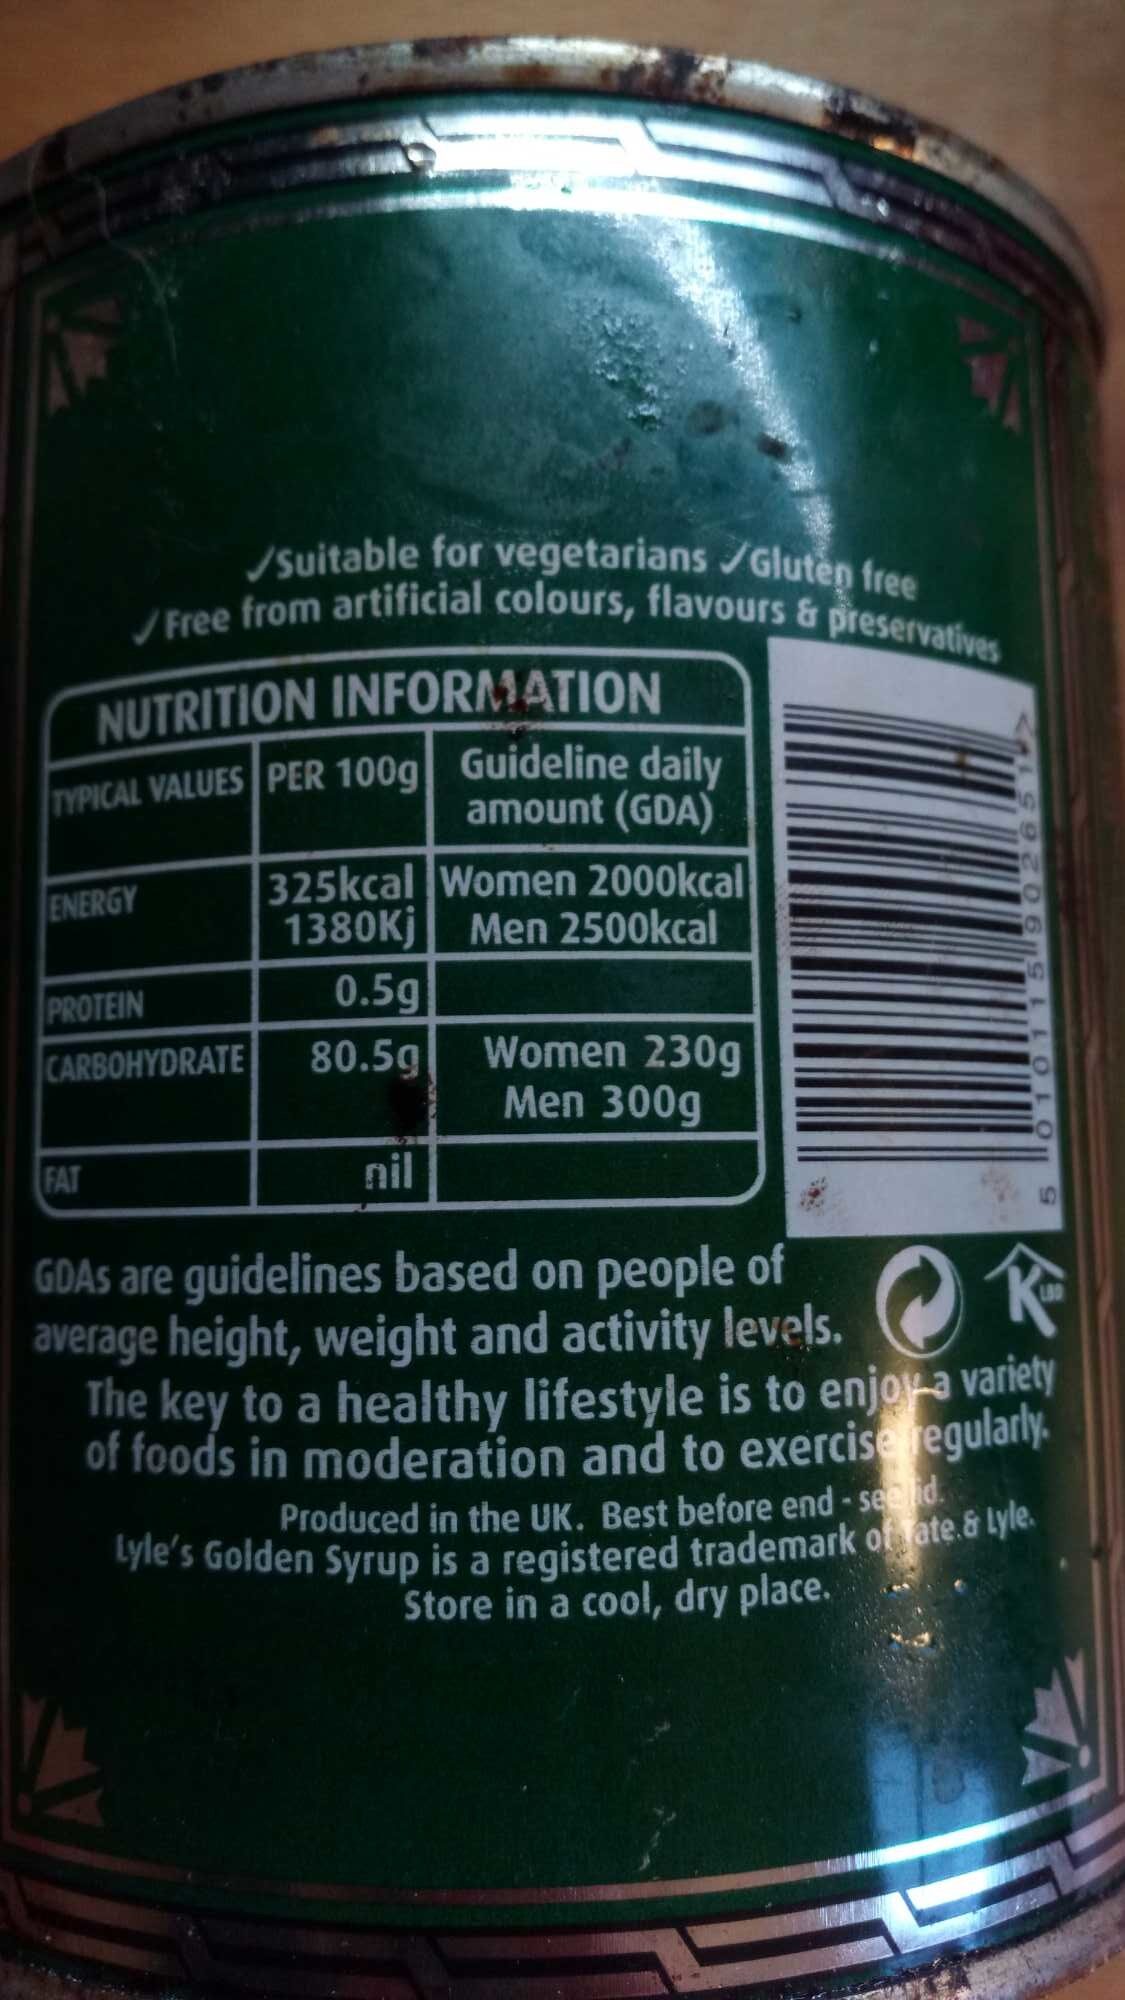 ✓Suitable for vegetarians ✓Gluten free
✓Free from artificial colours, flavours & preservatives
NUTRITION INFORMATION
TYPICAL VALUES PER 100g Guideline daily amount (GDA)
ENERGY 325kcal 1380Kj Women 2000kcal Men 2500kcal
PROTEIN 0.5g
CARBOHYDRATE 80.5g Women 230g Men 300g
FAT nil
5 010115 902651 >
GDAs are guidelines based on people of
average height, weight and activity levels.
K LBD
The key to a healthy lifestyle is to enjoy a variety
of foods in moderation and to exercise regularly.
Produced in the UK. Best before end - see lid.
Lyle's Golden Syrup is a registered trademark of Tate & Lyle.
Store in a cool, dry place.